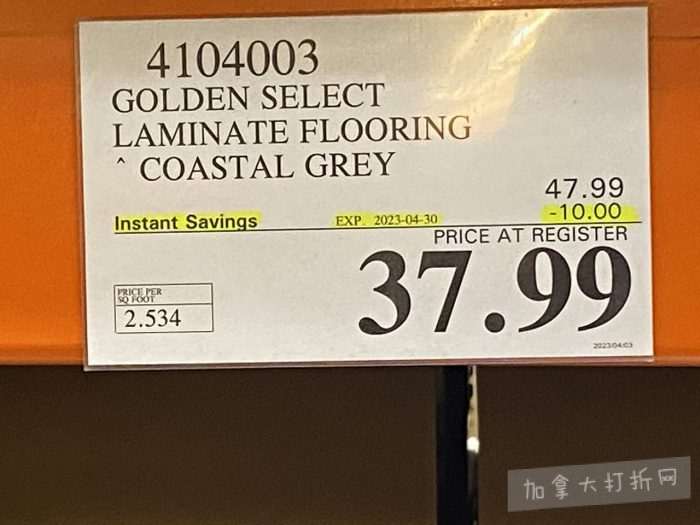 4104003
GOLDEN SELECT
LAMINATE FLOORING
^ COASTAL GREY
47.99
Instant Savings EXP. 2023-04-30 -10.00
PRICE AT REGISTER
37.99
PRICE PER
SQ FOOT
2.534
2023/04/03
加拿大打折网